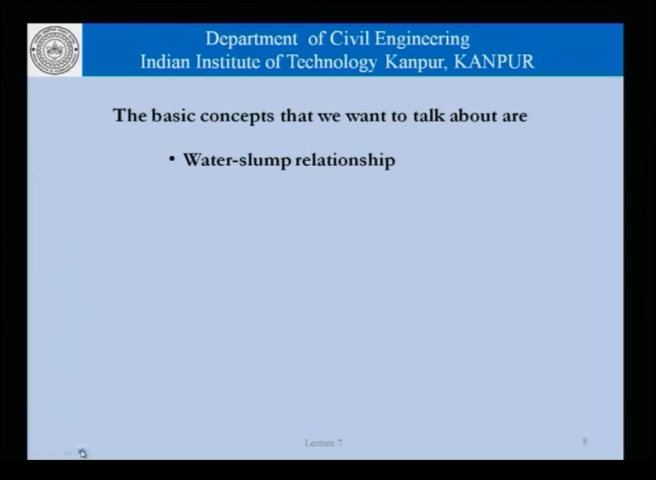 Department of Civil Engineering
Indian Institute of Technology Kanpur, KANPUR
The basic concepts that we want to talk about are
• Water-slump relationship
Lecture 7
8